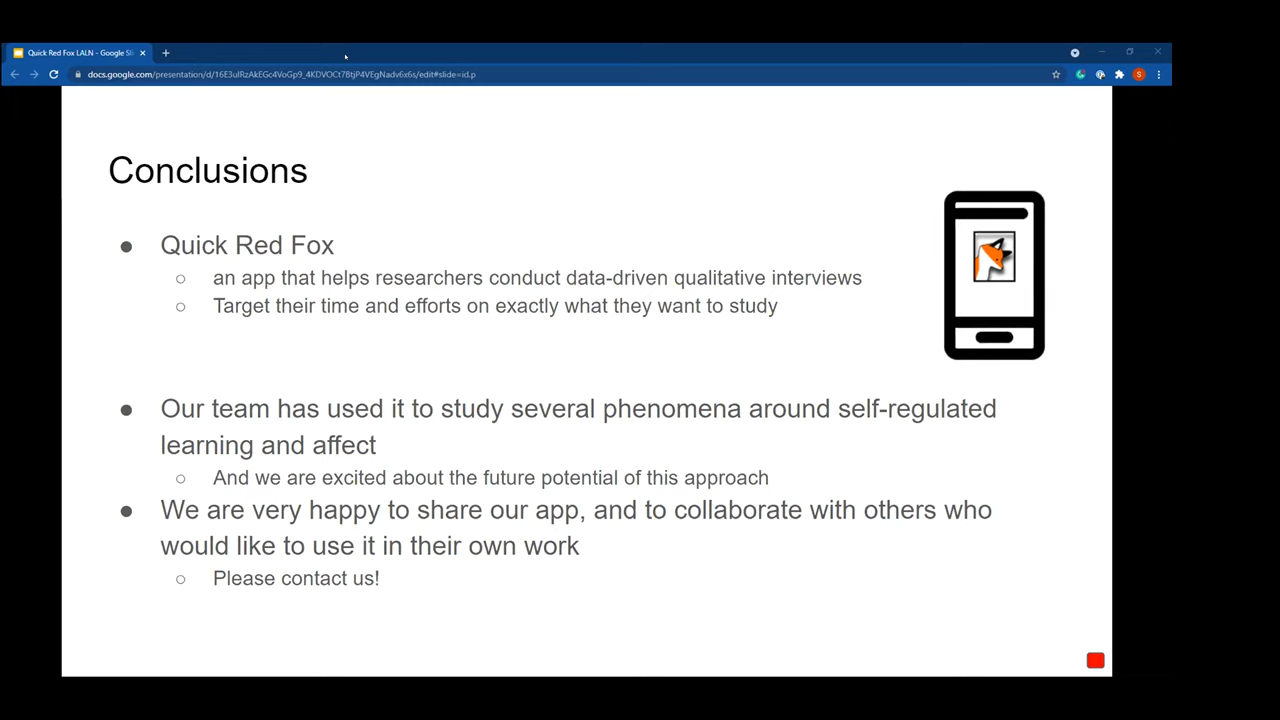 Quick Red Fox LALN - Google Sli
docs.google.com/presentation/d/16E3ulRzAkEGc4VoGp9_4KDVOCt7BtjP4VEgNadv6x6s/edit#slide=id.p
S
Conclusions
● Quick Red Fox
○ an app that helps researchers conduct data-driven qualitative interviews
○ Target their time and efforts on exactly what they want to study
● Our team has used it to study several phenomena around self-regulated
learning and affect
○ And we are excited about the future potential of this approach
● We are very happy to share our app, and to collaborate with others who
would like to use it in their own work
○ Please contact us!